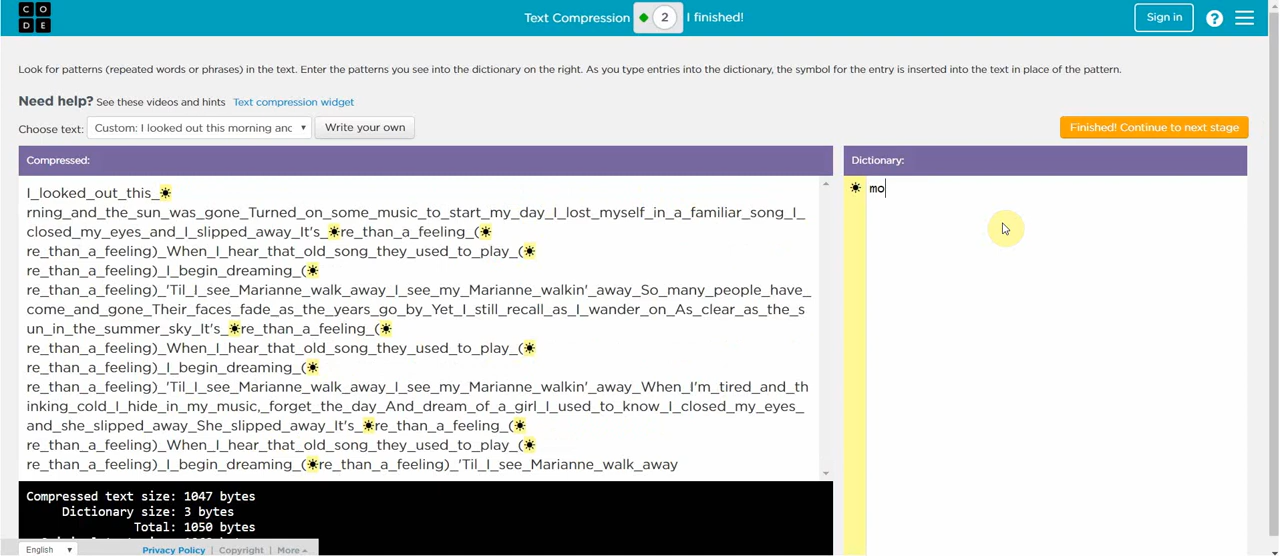 CODE
Text Compression 2 I finished!
Sign in ?
Look for patterns (repeated words or phrases) in the text. Enter the patterns you see into the dictionary on the right. As you type entries into the dictionary, the symbol for the entry is inserted into the text in place of the pattern.
Need help? See these videos and hints Text compression widget
Choose text: Custom: I looked out this morning anc Write your own Finished! Continue to next stage
Compressed: Dictionary:
☀ mo
I_looked_out_this_☀
rning_and_the_sun_was_gone_Turned_on_some_music_to_start_my_day_I_lost_myself_in_a_familiar_song_I_
closed_my_eyes_and_I_slipped_away_It's_☀re_than_a_feeling_(☀
re_than_a_feeling)_When_I_hear_that_old_song_they_used_to_play_(☀
re_than_a_feeling)_I_begin_dreaming_(☀
re_than_a_feeling)_'Til_I_see_Marianne_walk_away_I_see_my_Marianne_walkin'_away_So_many_people_have_
come_and_gone_Their_faces_fade_as_the_years_go_by_Yet_I_still_recall_as_I_wander_on_As_clear_as_the_s
un_in_the_summer_sky_It's_☀re_than_a_feeling_(☀
re_than_a_feeling)_When_I_hear_that_old_song_they_used_to_play_(☀
re_than_a_feeling)_I_begin_dreaming_(☀
re_than_a_feeling)_'Til_I_see_Marianne_walk_away_I_see_my_Marianne_walkin'_away_When_I'm_tired_and_th
inking_cold_I_hide_in_my_music,_forget_the_day_And_dream_of_a_girl_I_used_to_know_I_closed_my_eyes_
and_she_slipped_away_She_slipped_away_It's_☀re_than_a_feeling_(☀
re_than_a_feeling)_When_I_hear_that_old_song_they_used_to_play_(☀
re_than_a_feeling)_I_begin_dreaming_(☀re_than_a_feeling)_'Til_I_see_Marianne_walk_away
Compressed text size: 1047 bytes
Dictionary size: 3 bytes
Total: 1050 bytes
English Privacy Policy | Copyright | More